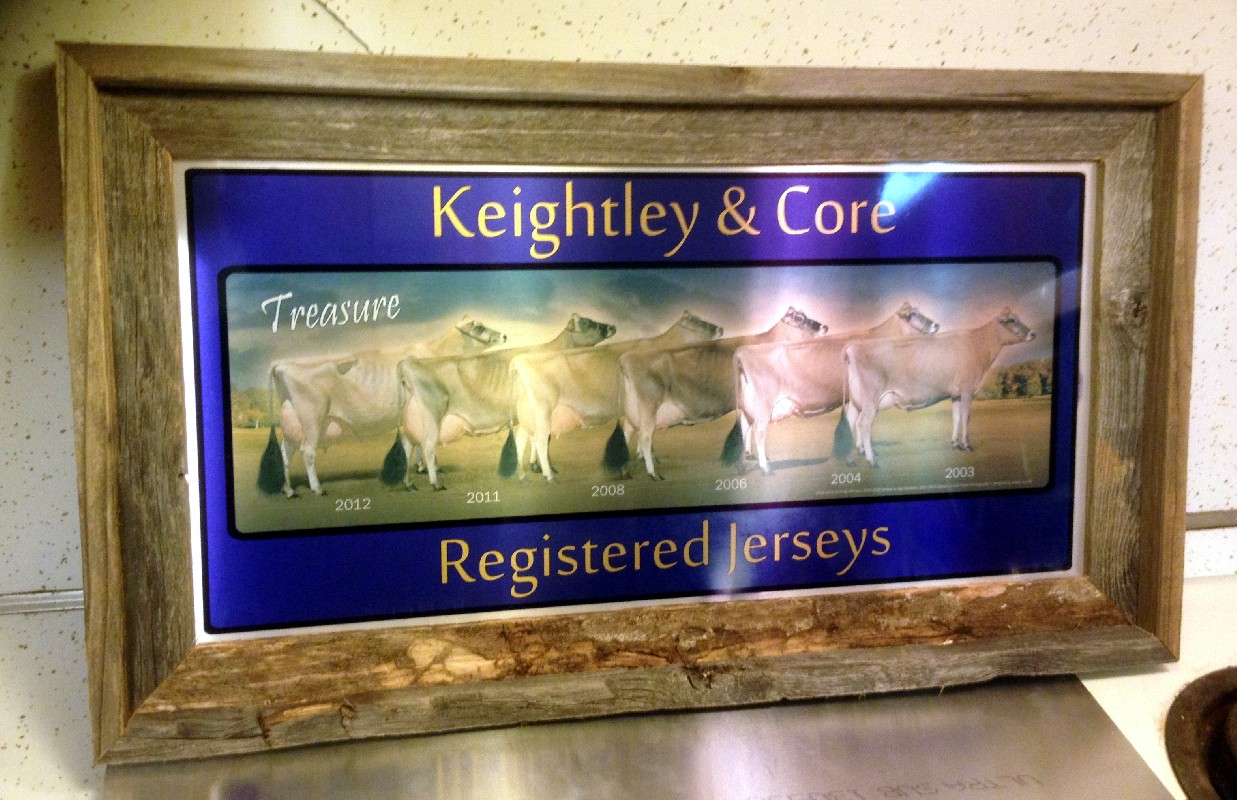 Keightley & Core
Treasure
2012 2011 2008 2006 2004 2003
Registered Jerseys